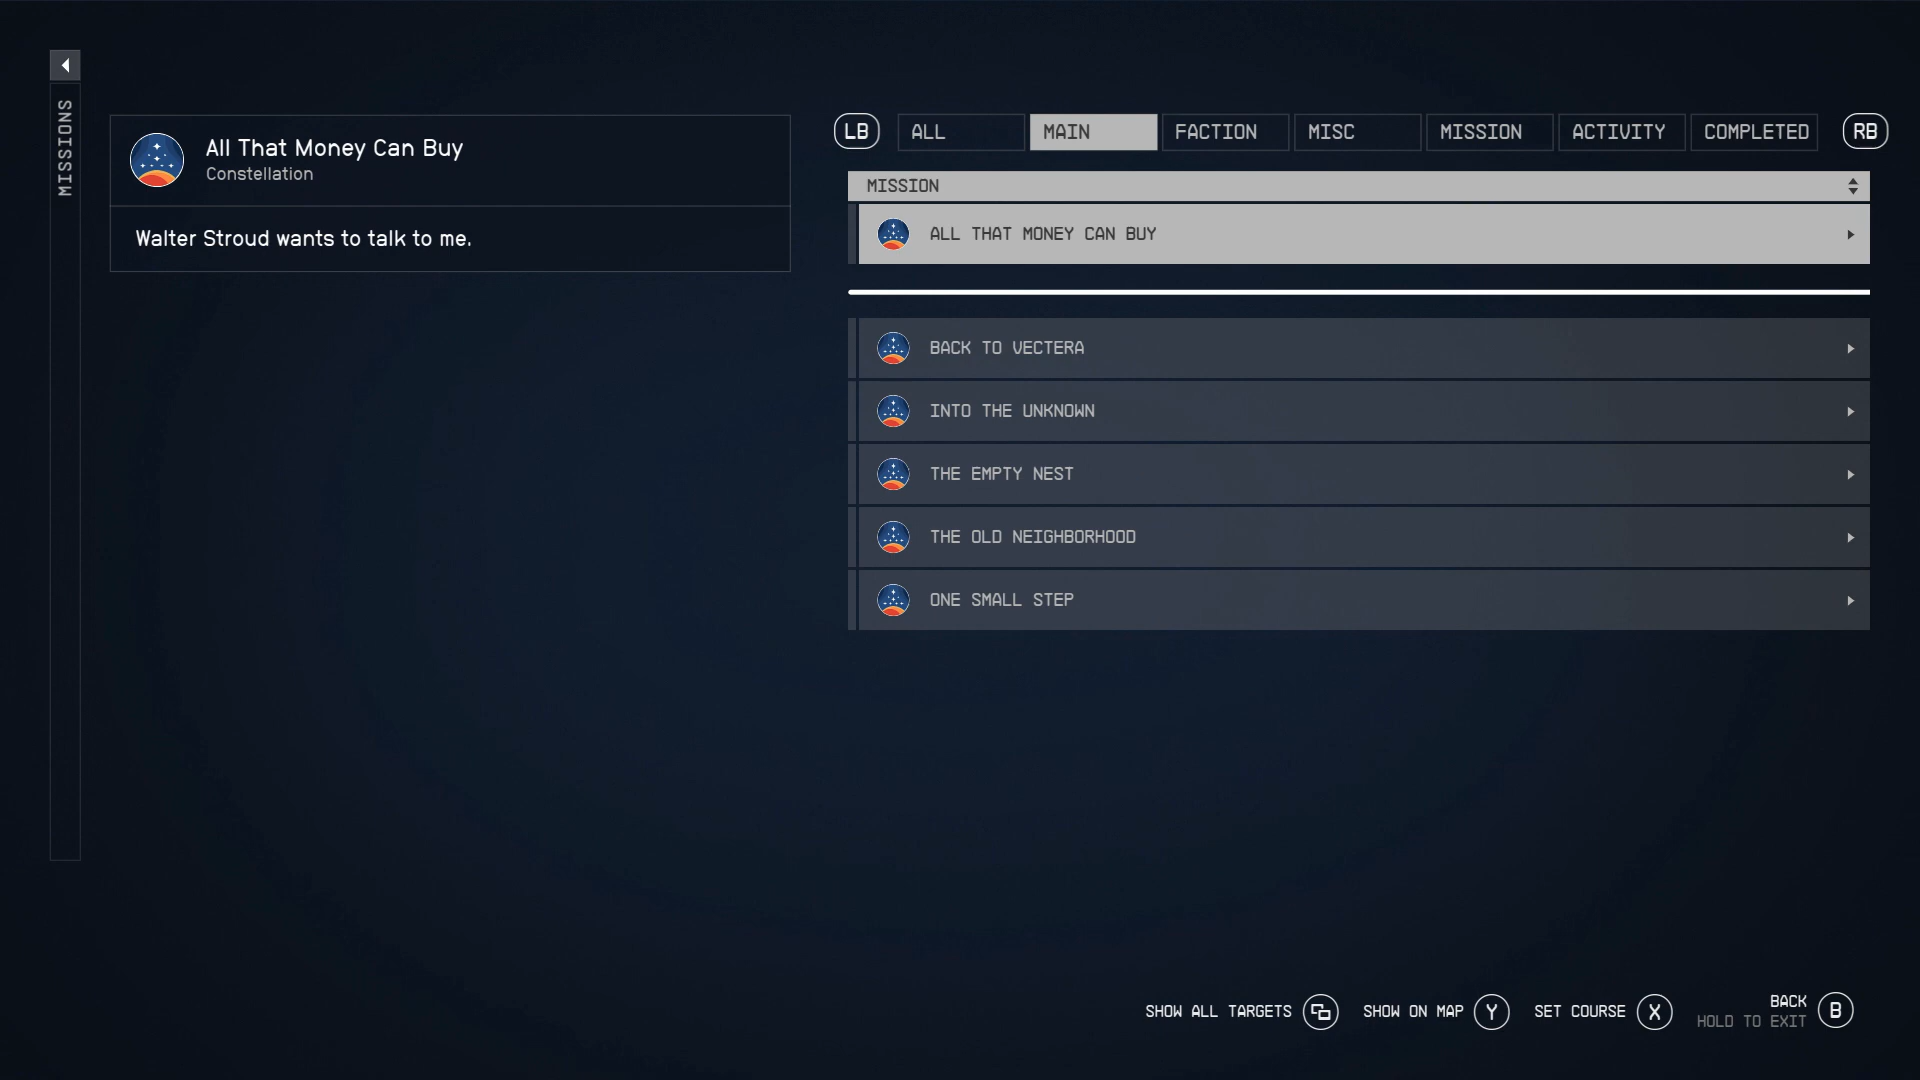 MISSIONS
All That Money Can Buy
Constellation
Walter Stroud wants to talk to me.
LB ALL MAIN FACTION MISC MISSION ACTIVITY COMPLETED RB
MISSION
ALL THAT MONEY CAN BUY
BACK TO VECTERA
INTO THE UNKNOWN
THE EMPTY NEST
THE OLD NEIGHBORHOOD
ONE SMALL STEP
SHOW ALL TARGETS SHOW ON MAP Y SET COURSE X BACK B
HOLD TO EXIT